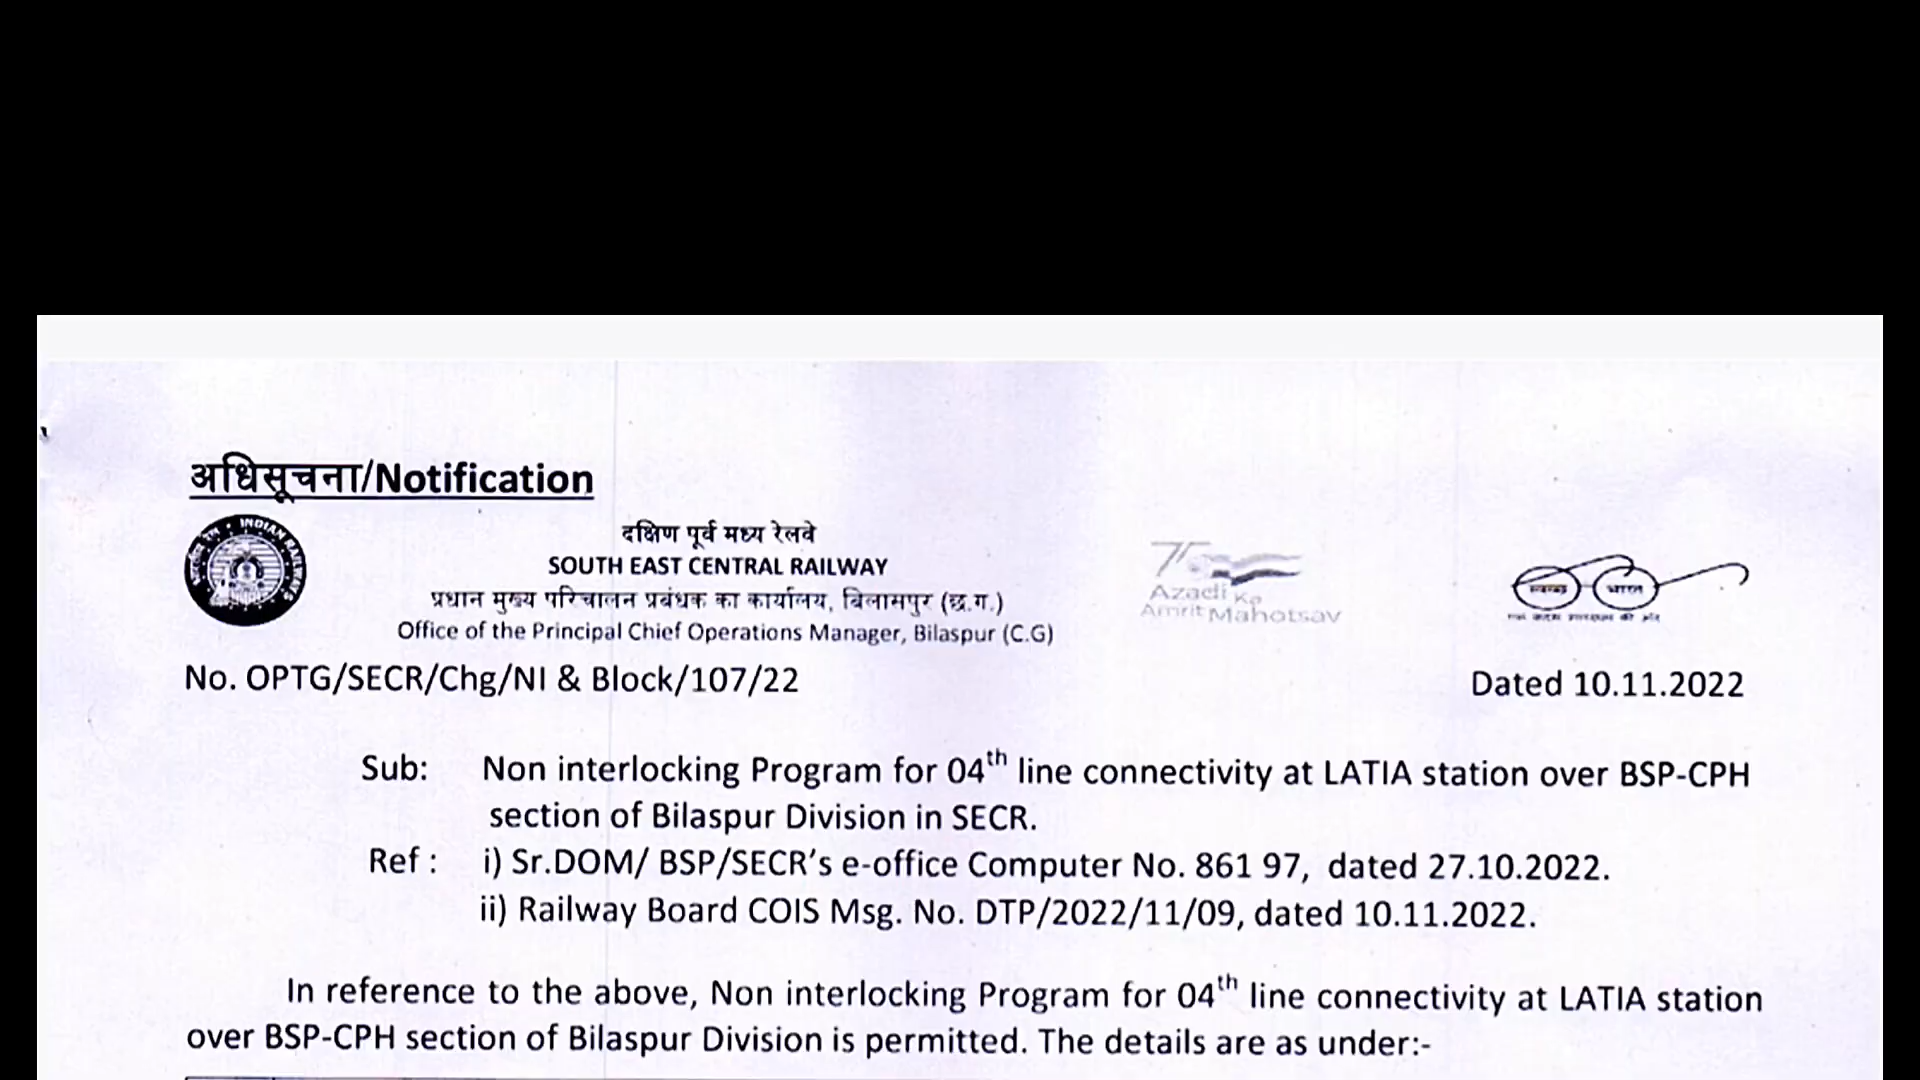 अधिसूचना/Notification
INDIAN RAILWAYS
दक्षिण पूर्व मध्य रेलवे
SOUTH EAST CENTRAL RAILWAY
प्रधान मुख्य परिचालन प्रबंधक का कार्यालय, बिलासपुर (छ.ग.)
Office of the Principal Chief Operations Manager, Bilaspur (C.G)
Azadi Ka
Amrit Mahotsav
स्वच्छ भारत
No. OPTG/SECR/Chg/NI & Block/107/22
Dated 10.11.2022
Sub: Non interlocking Program for 04th line connectivity at LATIA station over BSP-CPH
section of Bilaspur Division in SECR.
Ref : i) Sr.DOM/ BSP/SECR's e-office Computer No. 861 97, dated 27.10.2022.
ii) Railway Board COIS Msg. No. DTP/2022/11/09, dated 10.11.2022.
In reference to the above, Non interlocking Program for 04th line connectivity at LATIA station
over BSP-CPH section of Bilaspur Division is permitted. The details are as under:-